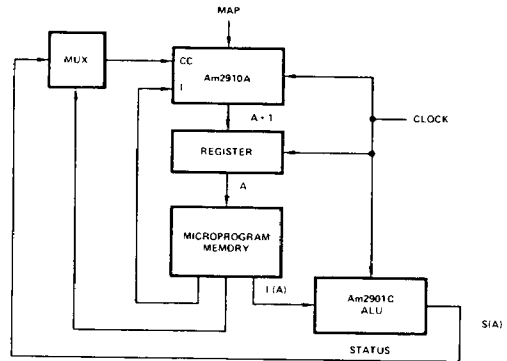 MAP
MUX
CC
I
Am2910A
A + 1
CLOCK
REGISTER
A
MICROPROGRAM
MEMORY
I (A)
Am2901C
ALU
S(A)
STATUS